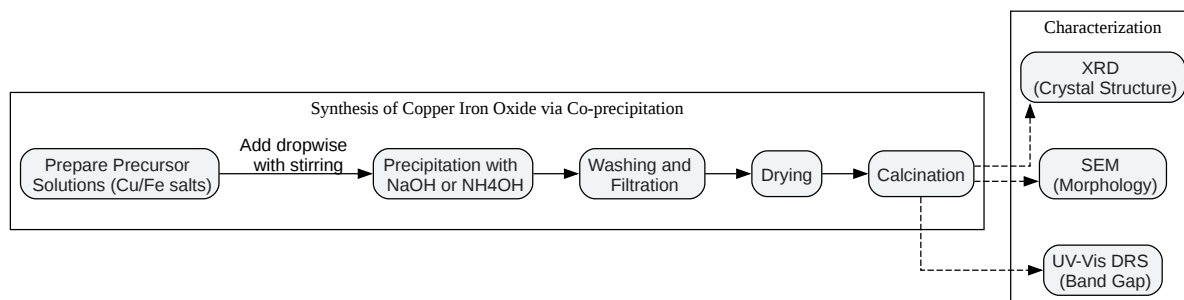 Characterization
XRD
(Crystal Structure)
Synthesis of Copper Iron Oxide via Co-precipitation
Add dropwise
with stirring
Prepare Precursor
Solutions (Cu/Fe salts)
Precipitation with
NaOH or NH4OH
Washing and
Filtration
Drying
Calcination
SEM
(Morphology)
UV-Vis DRS
(Band Gap)